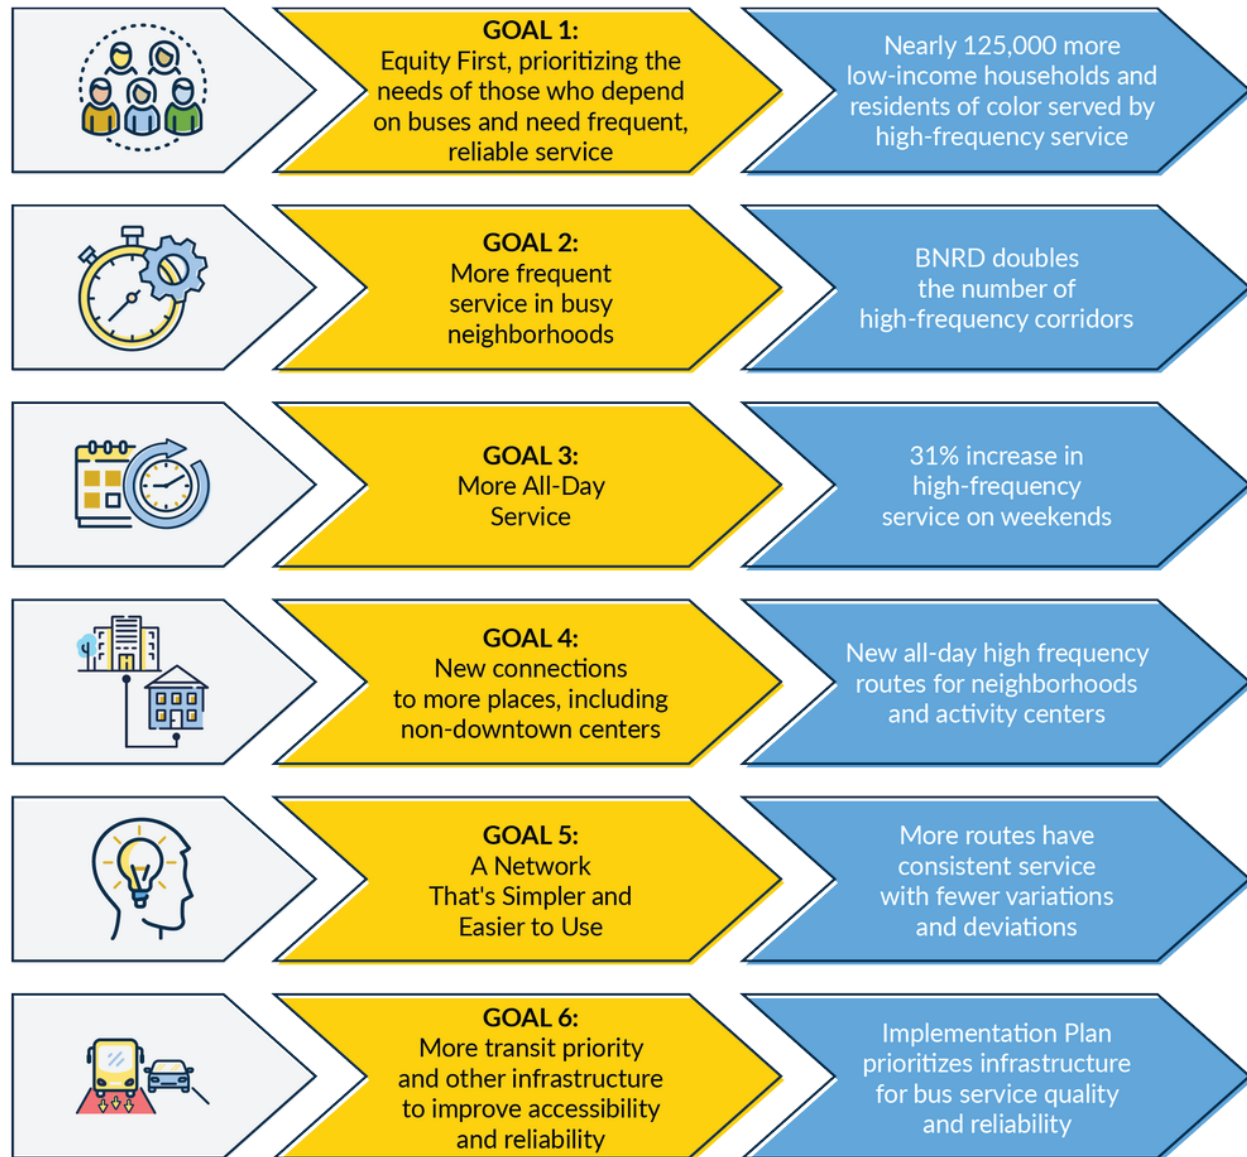 GOAL 1:
Equity First, prioritizing the
needs of those who depend
on buses and need frequent,
reliable service
Nearly 125,000 more
low-income households and
residents of color served by
high-frequency service
GOAL 2:
More frequent
service in busy
neighborhoods
BNRD doubles
the number of
high-frequency corridors
GOAL 3:
More All-Day
Service
31% increase in
high-frequency
service on weekends
GOAL 4:
New connections
to more places, including
non-downtown centers
New all-day high frequency
routes for neighborhoods
and activity centers
GOAL 5:
A Network
That's Simpler and
Easier to Use
More routes have
consistent service
with fewer variations
and deviations
GOAL 6:
More transit priority
and other infrastructure
to improve accessibility
and reliability
Implementation Plan
prioritizes infrastructure
for bus service quality
and reliability